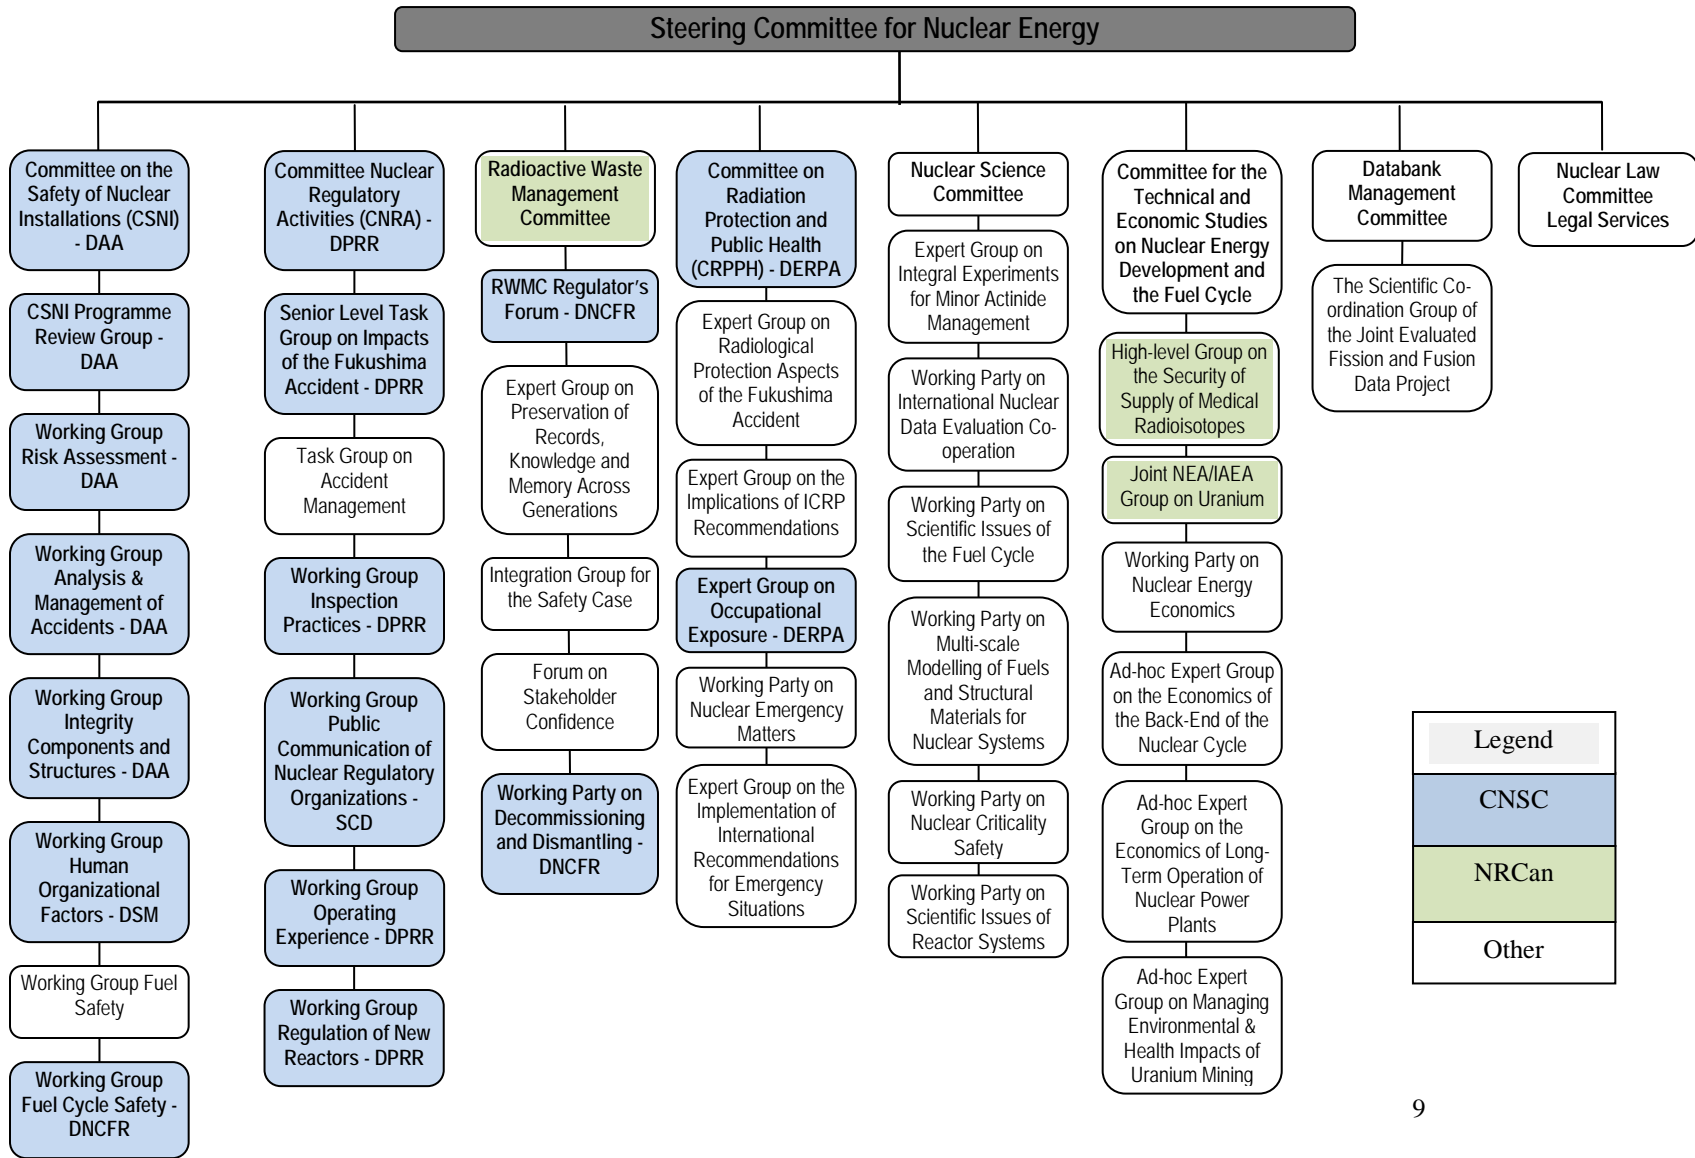 Steering Committee for Nuclear Energy
Committee on the
Safety of Nuclear
Installations (CSNI)
- DAA
CSNI Programme
Review Group -
DAA
Working Group
Risk Assessment -
DAA
Working Group
Analysis &
Management of
Accidents - DAA
Working Group
Integrity
Components and
Structures - DAA
Working Group
Human
Organizational
Factors - DSM
Working Group Fuel
Safety
Working Group
Fuel Cycle Safety -
DNCFR
Committee Nuclear
Regulatory
Activities (CNRA) -
DPRR
Senior Level Task
Group on Impacts
of the Fukushima
Accident - DPRR
Task Group on
Accident
Management
Working Group
Inspection
Practices - DPRR
Working Group
Public
Communication of
Nuclear Regulatory
Organizations -
SCD
Working Group
Operating
Experience - DPRR
Working Group
Regulation of New
Reactors - DPRR
Radioactive Waste
Management
Committee
RWMC Regulator's
Forum - DNCFR
Expert Group on
Preservation of
Records,
Knowledge and
Memory Across
Generations
Integration Group for
the Safety Case
Forum on
Stakeholder
Confidence
Working Party on
Decommissioning
and Dismantling -
DNCFR
Committee on
Radiation
Protection and
Public Health
(CRPPH) - DERPA
Expert Group on
Radiological
Protection Aspects
of the Fukushima
Accident
Expert Group on the
Implications of ICRP
Recommendations
Expert Group on
Occupational
Exposure - DERPA
Working Party on
Nuclear Emergency
Matters
Expert Group on the
Implementation of
International
Recommendations
for Emergency
Situations
Nuclear Science
Committee
Expert Group on
Integral Experiments
for Minor Actinide
Management
Working Party on
International Nuclear
Data Evaluation Co-
operation
Working Party on
Scientific Issues of
the Fuel Cycle
Working Party on
Multi-scale
Modelling of Fuels
and Structural
Materials for
Nuclear Systems
Working Party on
Nuclear Criticality
Safety
Working Party on
Scientific Issues of
Reactor Systems
Committee for the
Technical and
Economic Studies
on Nuclear Energy
Development and
the Fuel Cycle
High-level Group on
the Security of
Supply of Medical
Radioisotopes
Joint NEA/IAEA
Group on Uranium
Working Party on
Nuclear Energy
Economics
Ad-hoc Expert Group
on the Economics of
the Back-End of the
Nuclear Cycle
Ad-hoc Expert
Group on the
Economics of Long-
Term Operation of
Nuclear Power
Plants
Ad-hoc Expert
Group on Managing
Environmental &
Health Impacts of
Uranium Mining
Databank
Management
Committee
The Scientific Co-
ordination Group of
the Joint Evaluated
Fission and Fusion
Data Project
Nuclear Law
Committee
Legal Services
Legend
CNSC
NRCan
Other
9